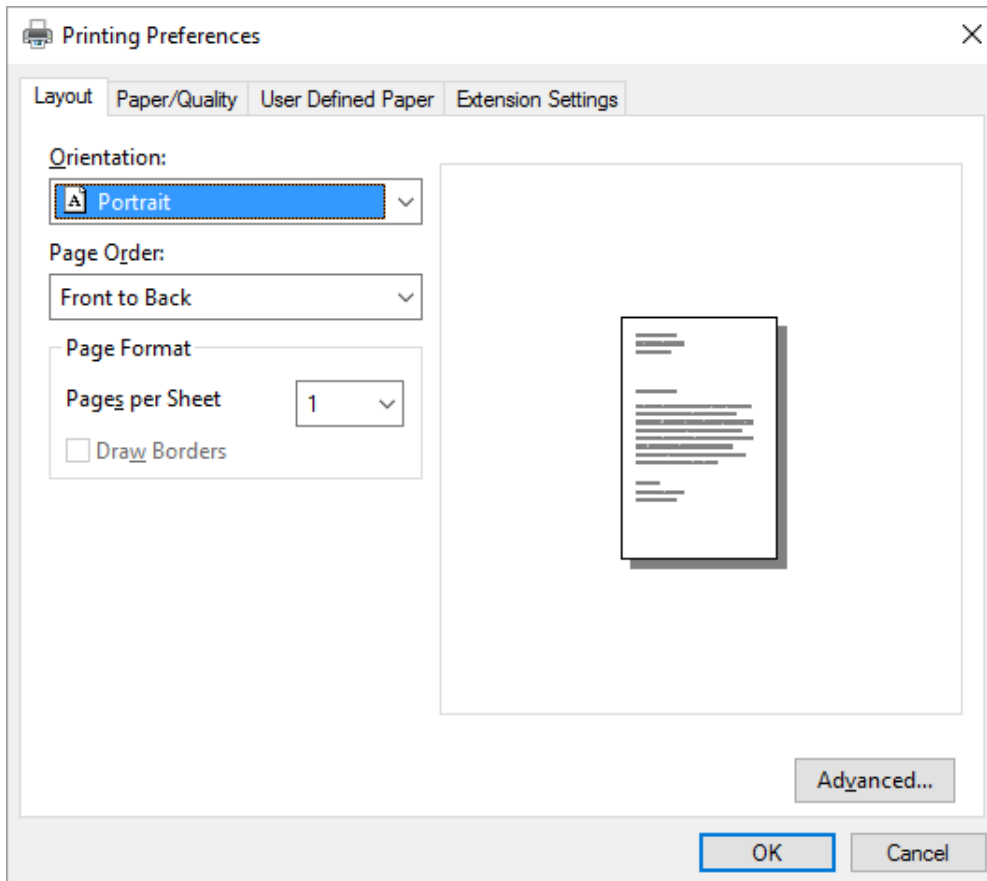 Printing Preferences
Layout Paper/Quality User Defined Paper Extension Settings
Orientation:
A Portrait
Page Order:
Front to Back
Page Format
Pages per Sheet 1
Draw Borders
Advanced...
OK Cancel